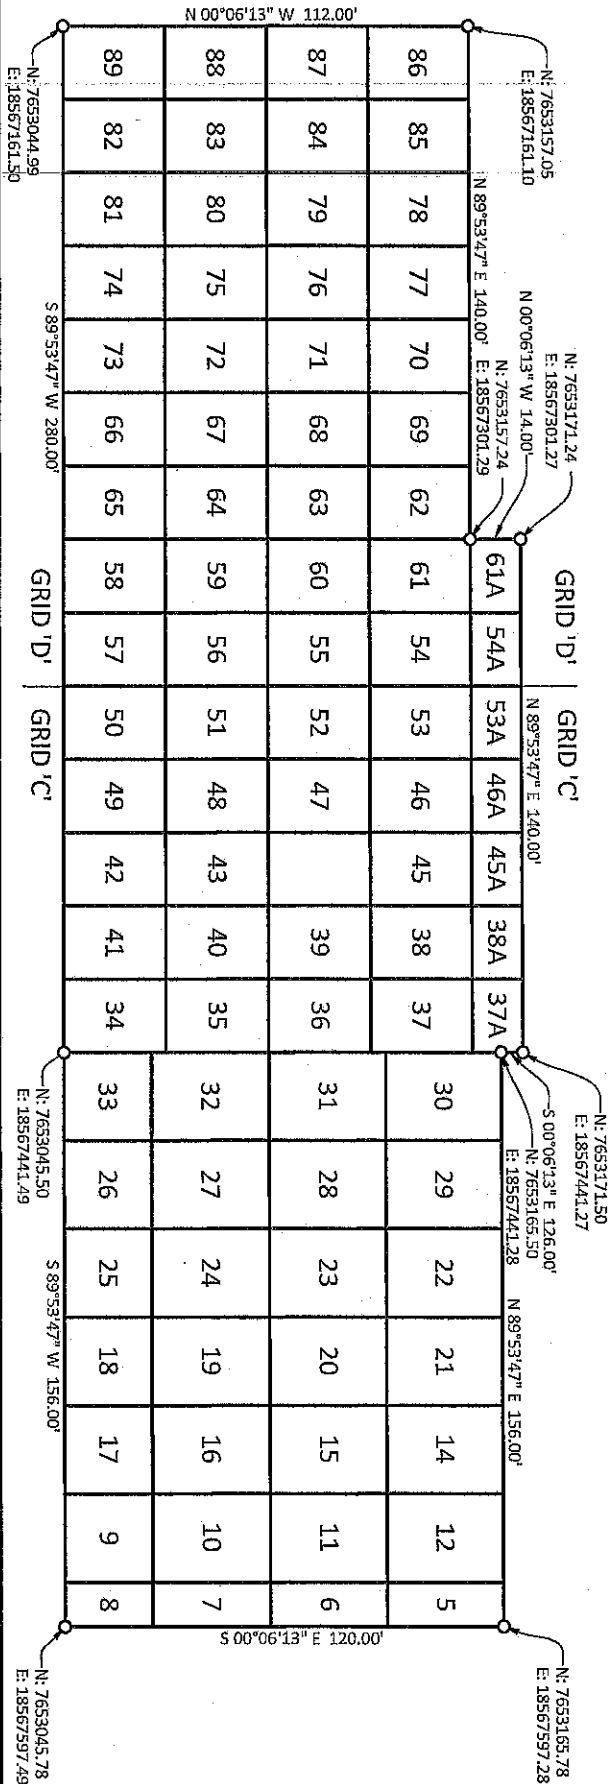 N: 7653171.50
E: 18567441.27
N: 7653171.24
E: 18567301.27
GRID 'D' GRID 'C'
N: 7653157.05
E: 18567161.10
N 00°06'13" W 14.00'
N 89°53'47" E 140.00'
S 00°06'13" E 126.00'
N: 7653165.50
E: 18567441.28
N: 7653165.78
E: 18567597.28
N: 7653157.24
E: 18567301.29
N 89°53'47" E 140.00'
N 89°53'47" E 156.00'
61A 54A 53A 46A 45A 38A 37A
86 85 78 77 70 69 62 61 54 53 46 45 38 37 30 29 22 21 14 12 5
87 84 79 76 71 68 63 60 55 52 47 39 36 31 28 23 20 15 11 6
88 83 80 75 72 67 64 59 56 51 48 43 40 35 32 27 24 19 16 10 7
89 82 81 74 73 66 65 58 57 50 49 42 41 34 33 26 25 18 17 9 8
N 00°06'13" W 112.00'
S 00°06'13" E 120.00'
S 89°53'47" W 280.00'
S 89°53'47" W 156.00'
N: 7653044.99
E: 18567161.50
GRID 'D' GRID 'C'
N: 7653045.50
E: 18567441.49
N: 7653045.78
E: 18567597.49